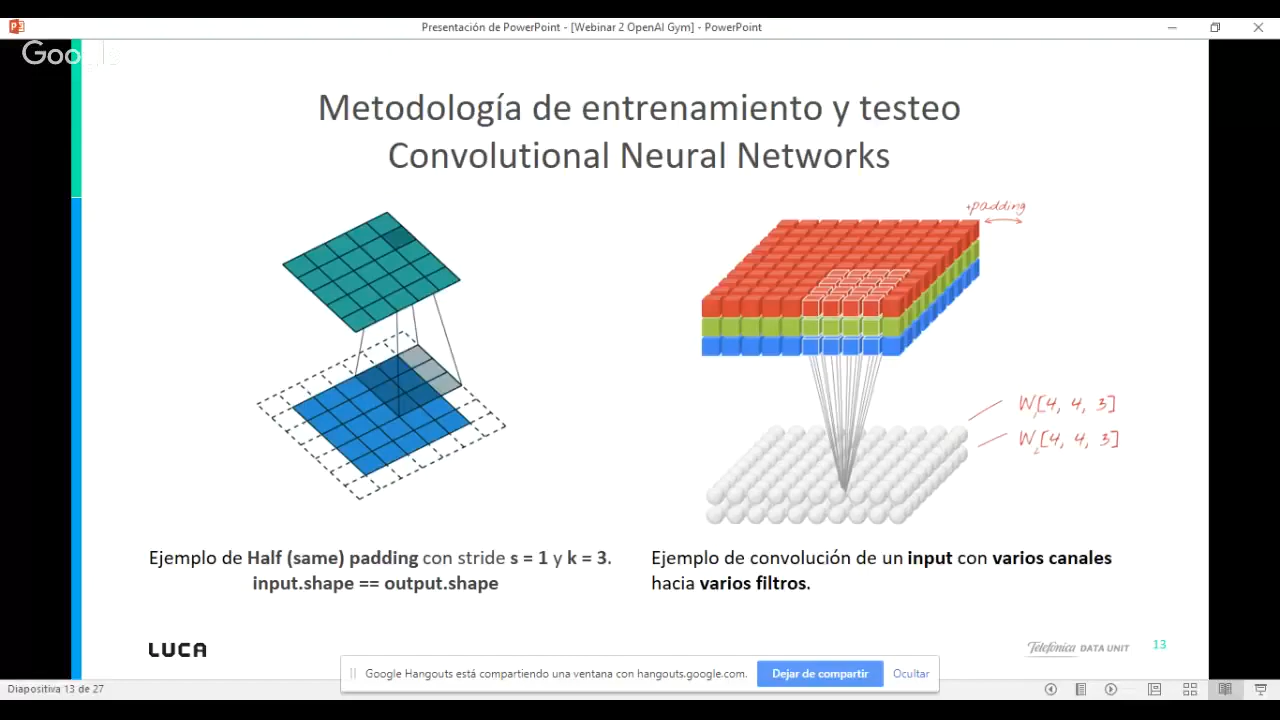 Presentación de PowerPoint - [Webinar 2 OpenAI Gym] - PowerPoint
Google
Metodología de entrenamiento y testeo
Convolutional Neural Networks
+padding
W₁[4, 4, 3]
W₂[4, 4, 3]
Ejemplo de Half (same) padding con stride s = 1 y k = 3.
input.shape == output.shape
Ejemplo de convolución de un input con varios canales
hacia varios filtros.
LUCA
Telefónica DATA UNIT
13
Google Hangouts está compartiendo una ventana con hangouts.google.com.
Dejar de compartir
Ocultar
Diapositiva 13 de 27